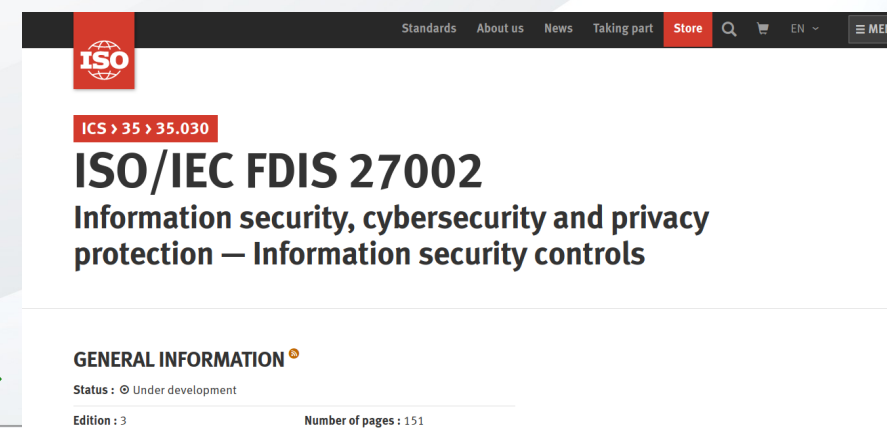 Standards About us News Taking part Store EN ≡ MEN
ISO
ICS › 35 › 35.030
ISO/IEC FDIS 27002
Information security, cybersecurity and privacy
protection — Information security controls
GENERAL INFORMATION
Status : Under development
Edition : 3 Number of pages : 151